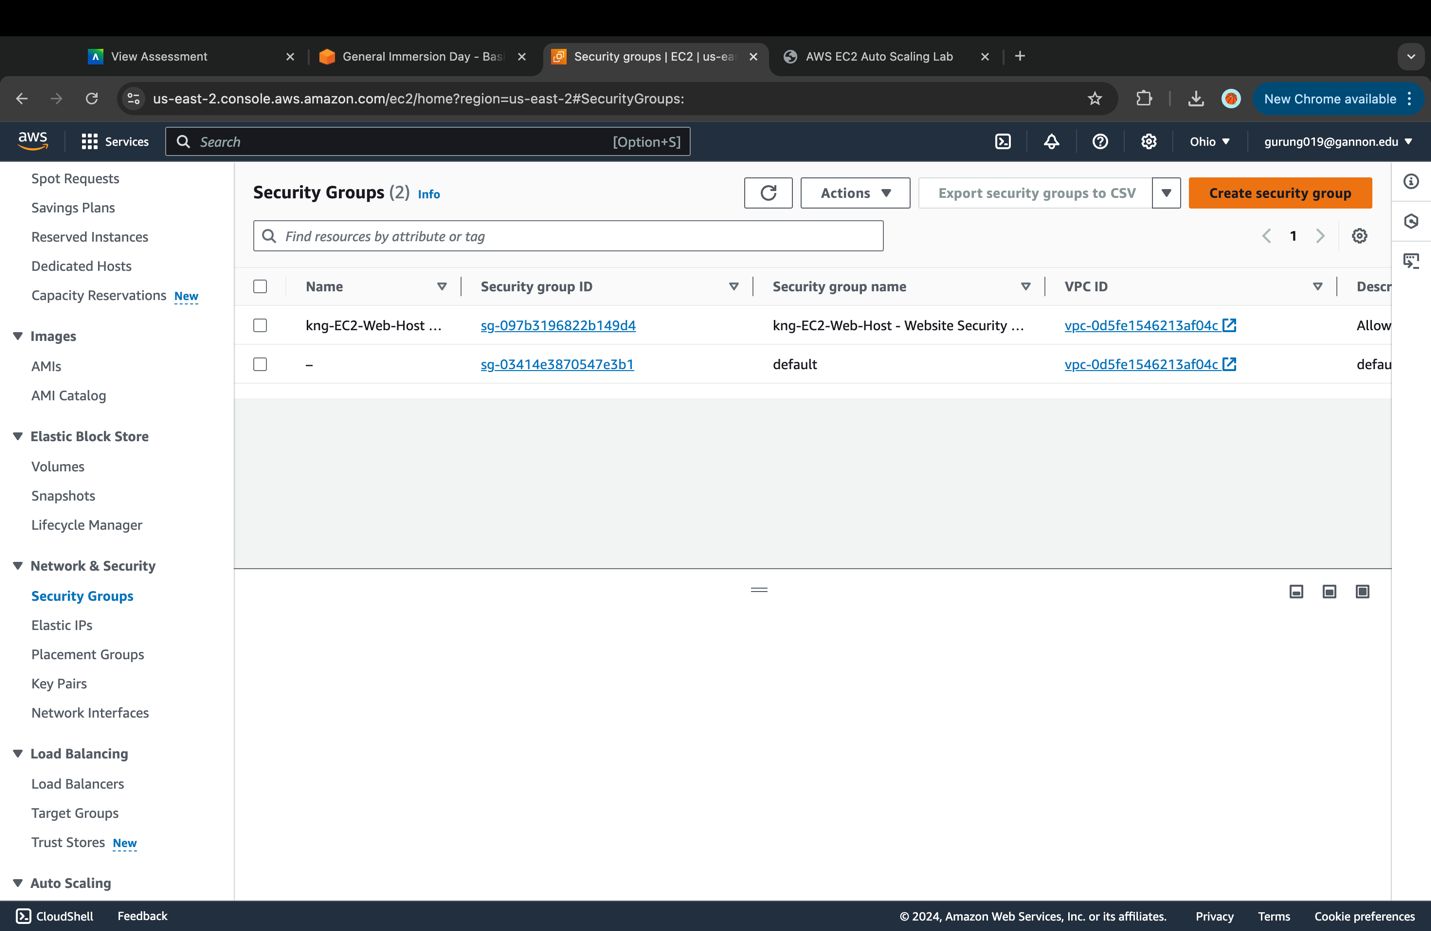 View Assessment
General Immersion Day - Bas
Security groups | EC2 | us-ea
AWS EC2 Auto Scaling Lab
us-east-2.console.aws.amazon.com/ec2/home?region=us-east-2#SecurityGroups:
New Chrome available
aws
Services
Search
[Option+S]
Ohio
gurung019@gannon.edu
Spot Requests
Savings Plans
Reserved Instances
Dedicated Hosts
Capacity Reservations New
Images
AMIs
AMI Catalog
Elastic Block Store
Volumes
Snapshots
Lifecycle Manager
Network & Security
Security Groups
Elastic IPs
Placement Groups
Key Pairs
Network Interfaces
Load Balancing
Load Balancers
Target Groups
Trust Stores New
Auto Scaling
Security Groups (2) Info
Actions
Export security groups to CSV
Create security group
Find resources by attribute or tag
1
Name Security group ID Security group name VPC ID Descr
kng-EC2-Web-Host ... sg-097b3196822b149d4 kng-EC2-Web-Host - Website Security ... vpc-0d5fe1546213af04c Allow
– sg-03414e3870547e3b1 default vpc-0d5fe1546213af04c defau
CloudShell
Feedback
© 2024, Amazon Web Services, Inc. or its affiliates.
Privacy
Terms
Cookie preferences